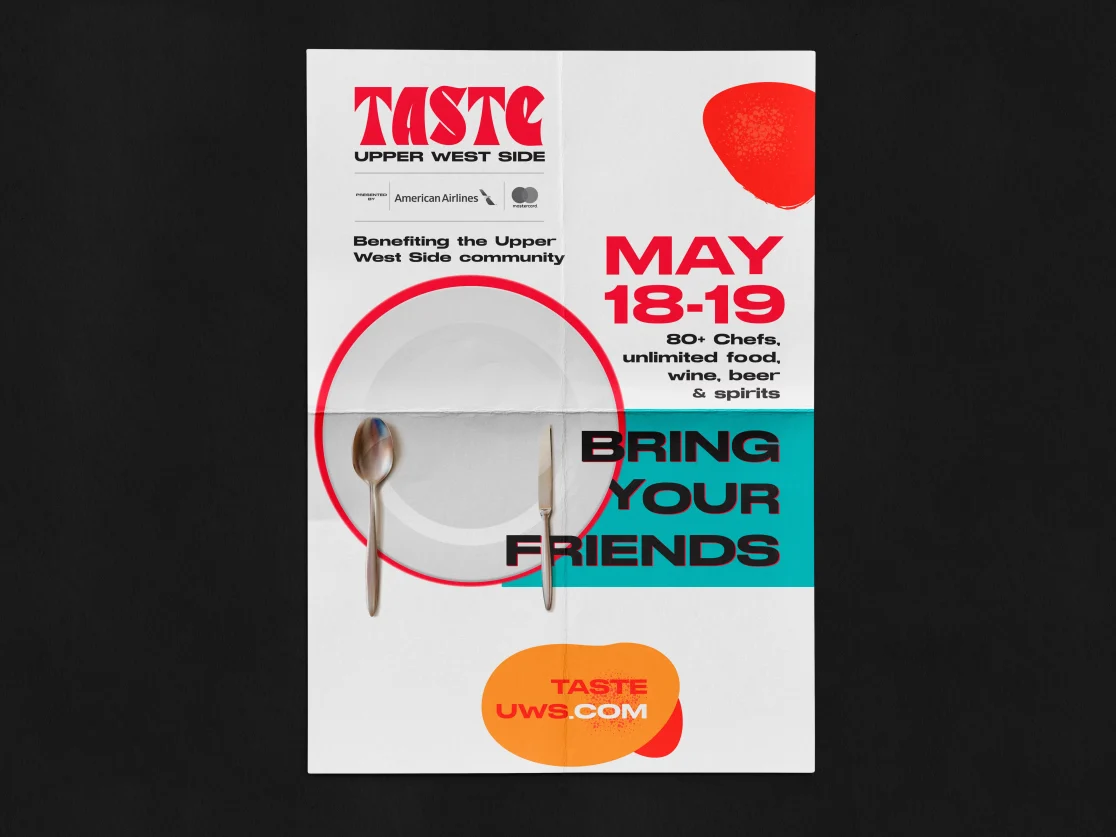 TASTE
UPPER WEST SIDE
PRESENTED
BY
American Airlines
mastercard
Benefiting the Upper
West Side community
MAY
18-19
80+ Chefs,
unlimited food,
wine, beer
& spirits
BRING
YOUR
FRIENDS
TASTE
UWS.COM